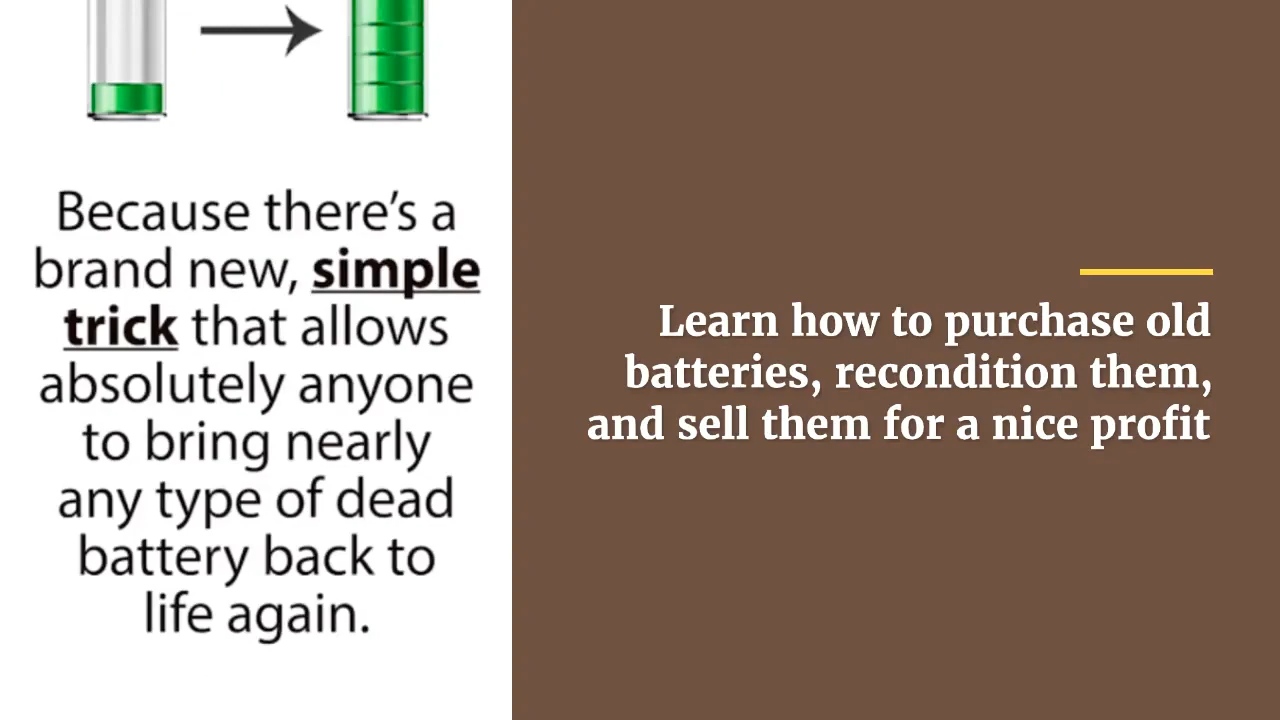 Because there’s a
brand new, simple
trick that allows
absolutely anyone
to bring nearly
any type of dead
battery back to
life again.
Learn how to purchase old
batteries, recondition them,
and sell them for a nice profit